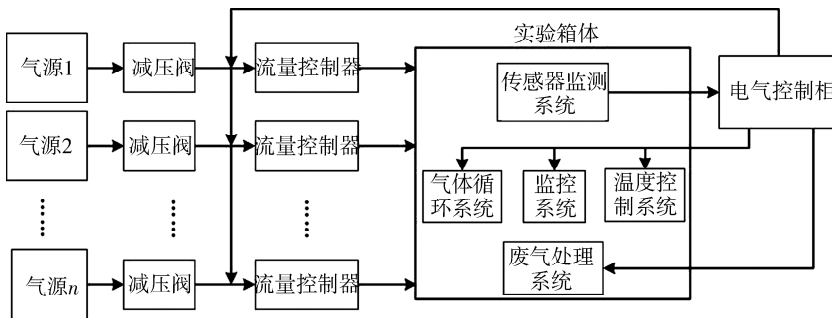 实验箱体
气源1
减压阀
流量控制器
传感器监测
系统
电气控制柜
气源2
减压阀
流量控制器
气体循
环系统
监控
系统
温度控
制系统
废气处理
系统
气源n
减压阀
流量控制器